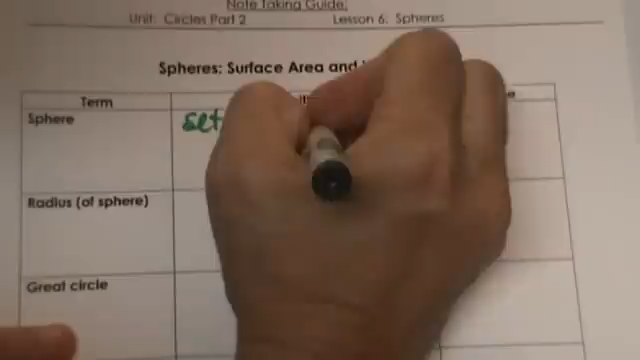 Note Taking Guide:
Unit: Circles Part 2 Lesson 6: Spheres
Spheres: Surface Area and
Term
Sphere set
Radius (of sphere)
Great circle